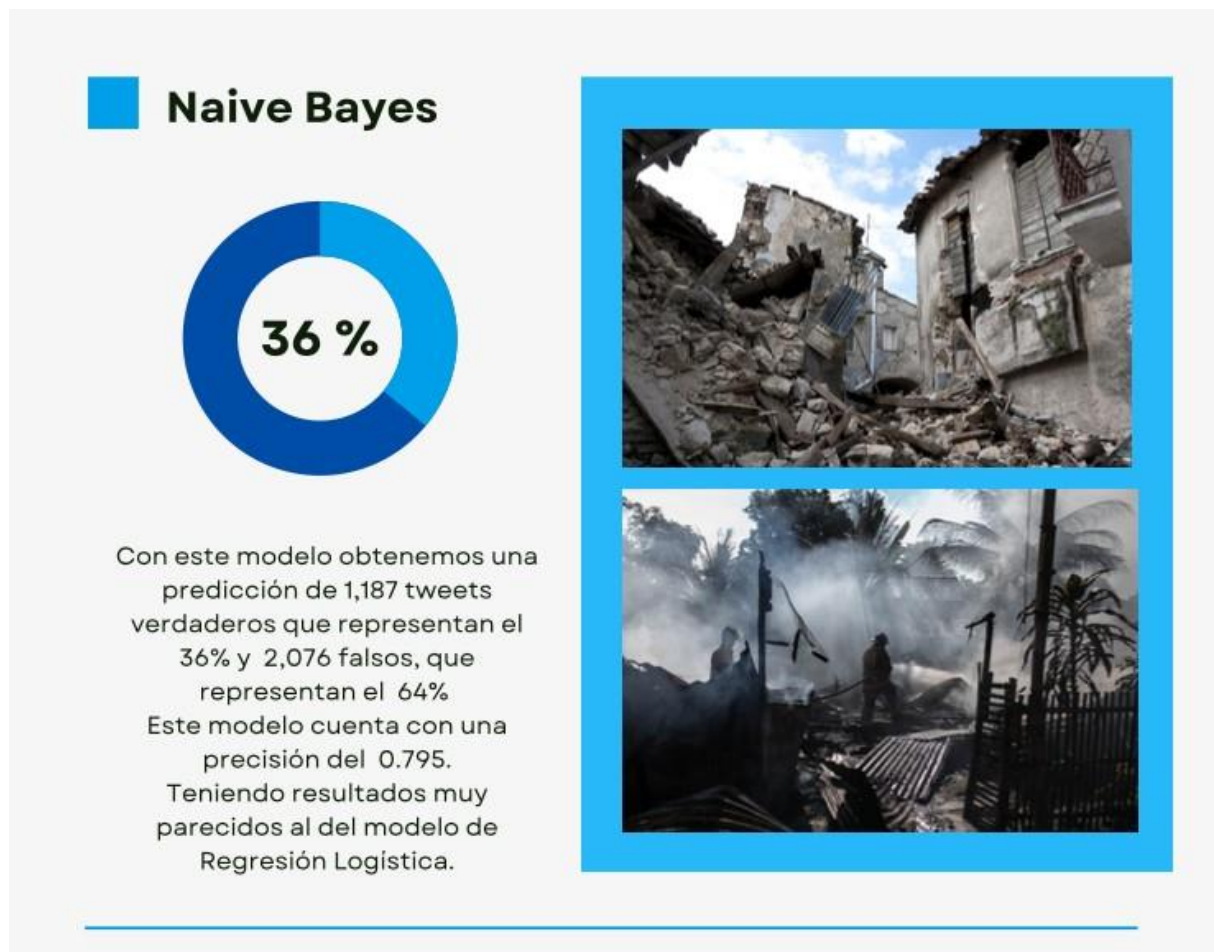 Naive Bayes
36 %
Con este modelo obtenemos una
predicción de 1,187 tweets
verdaderos que representan el
36% y 2,076 falsos, que
representan el 64%
Este modelo cuenta con una
precisión del 0.795.
Teniendo resultados muy
parecidos al del modelo de
Regresión Logística.